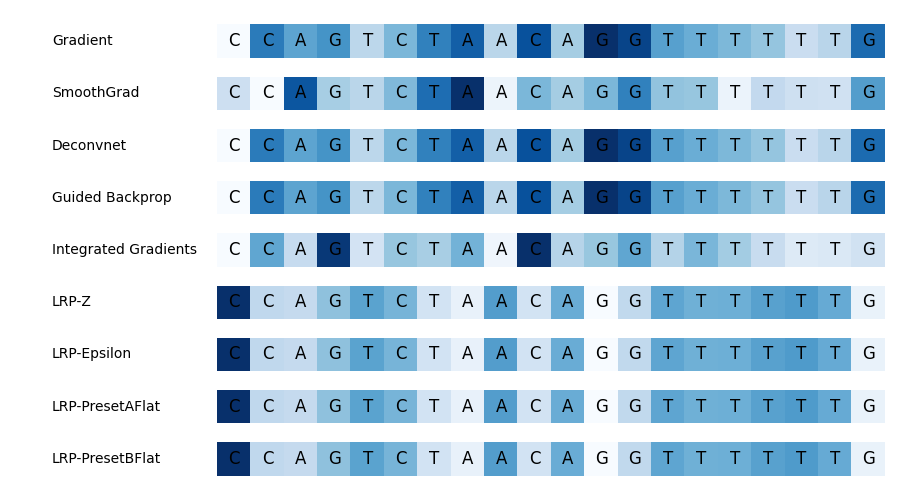 Gradient C C A G T C T A A C A G G T T T T T T G
SmoothGrad C C A G T C T A A C A G G T T T T T T G
Deconvnet C C A G T C T A A C A G G T T T T T T G
Guided Backprop C C A G T C T A A C A G G T T T T T T G
Integrated Gradients C C A G T C T A A C A G G T T T T T T G
LRP-Z C C A G T C T A A C A G G T T T T T T G
LRP-Epsilon C C A G T C T A A C A G G T T T T T T G
LRP-PresetAFlat C C A G T C T A A C A G G T T T T T T G
LRP-PresetBFlat C C A G T C T A A C A G G T T T T T T G